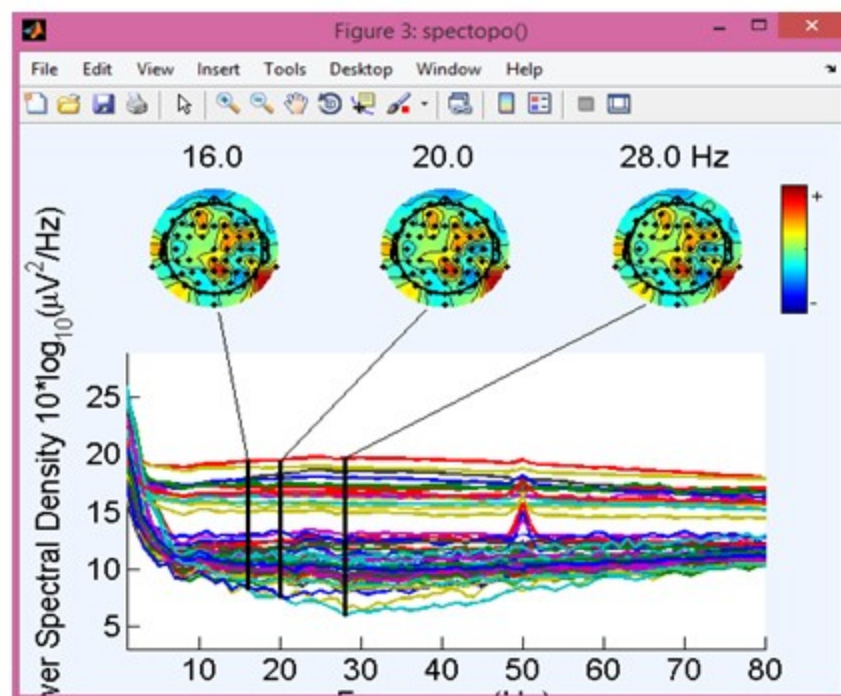 Figure 3: spectopo()
File Edit View Insert Tools Desktop Window Help
16.0 20.0 28.0 Hz
+
-
ver Spectral Density 10*log10(μV2/Hz)
25
20
15
10
5
10 20 30 40 50 60 70 80